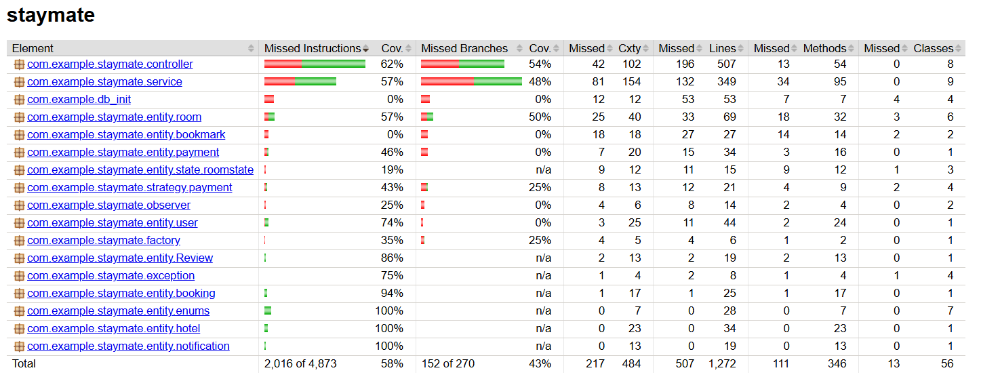 staymate
Element Missed Instructions Cov. Missed Branches Cov. Missed Cxty Missed Lines Missed Methods Missed Classes
com.example.staymate.controller 62% 54% 42 102 196 507 13 54 0 8
com.example.staymate.service 57% 48% 81 154 132 349 34 95 0 9
com.example.db_init 0% 0% 12 12 53 53 7 7 4 4
com.example.staymate.entity.room 57% 50% 25 40 33 69 18 32 3 6
com.example.staymate.entity.bookmark 0% 0% 18 18 27 27 14 14 2 2
com.example.staymate.entity.payment 46% 0% 7 20 15 34 3 16 0 1
com.example.staymate.entity.state.roomstate 19% n/a 9 12 11 15 9 12 1 3
com.example.staymate.strategy.payment 43% 25% 8 13 12 21 4 9 2 4
com.example.staymate.observer 25% 0% 4 6 8 14 2 4 0 2
com.example.staymate.entity.user 74% 0% 3 25 11 44 2 24 0 1
com.example.staymate.factory 35% 25% 4 5 4 6 1 2 0 1
com.example.staymate.entity.Review 86% n/a 2 13 2 19 2 13 0 1
com.example.staymate.exception 75% n/a 1 4 2 8 1 4 1 4
com.example.staymate.entity.booking 94% n/a 1 17 1 25 1 17 0 1
com.example.staymate.entity.enums 100% n/a 0 7 0 28 0 7 0 7
com.example.staymate.entity.hotel 100% n/a 0 23 0 34 0 23 0 1
com.example.staymate.entity.notification 100% n/a 0 13 0 19 0 13 0 1
Total 2,016 of 4,873 58% 152 of 270 43% 217 484 507 1,272 111 346 13 56